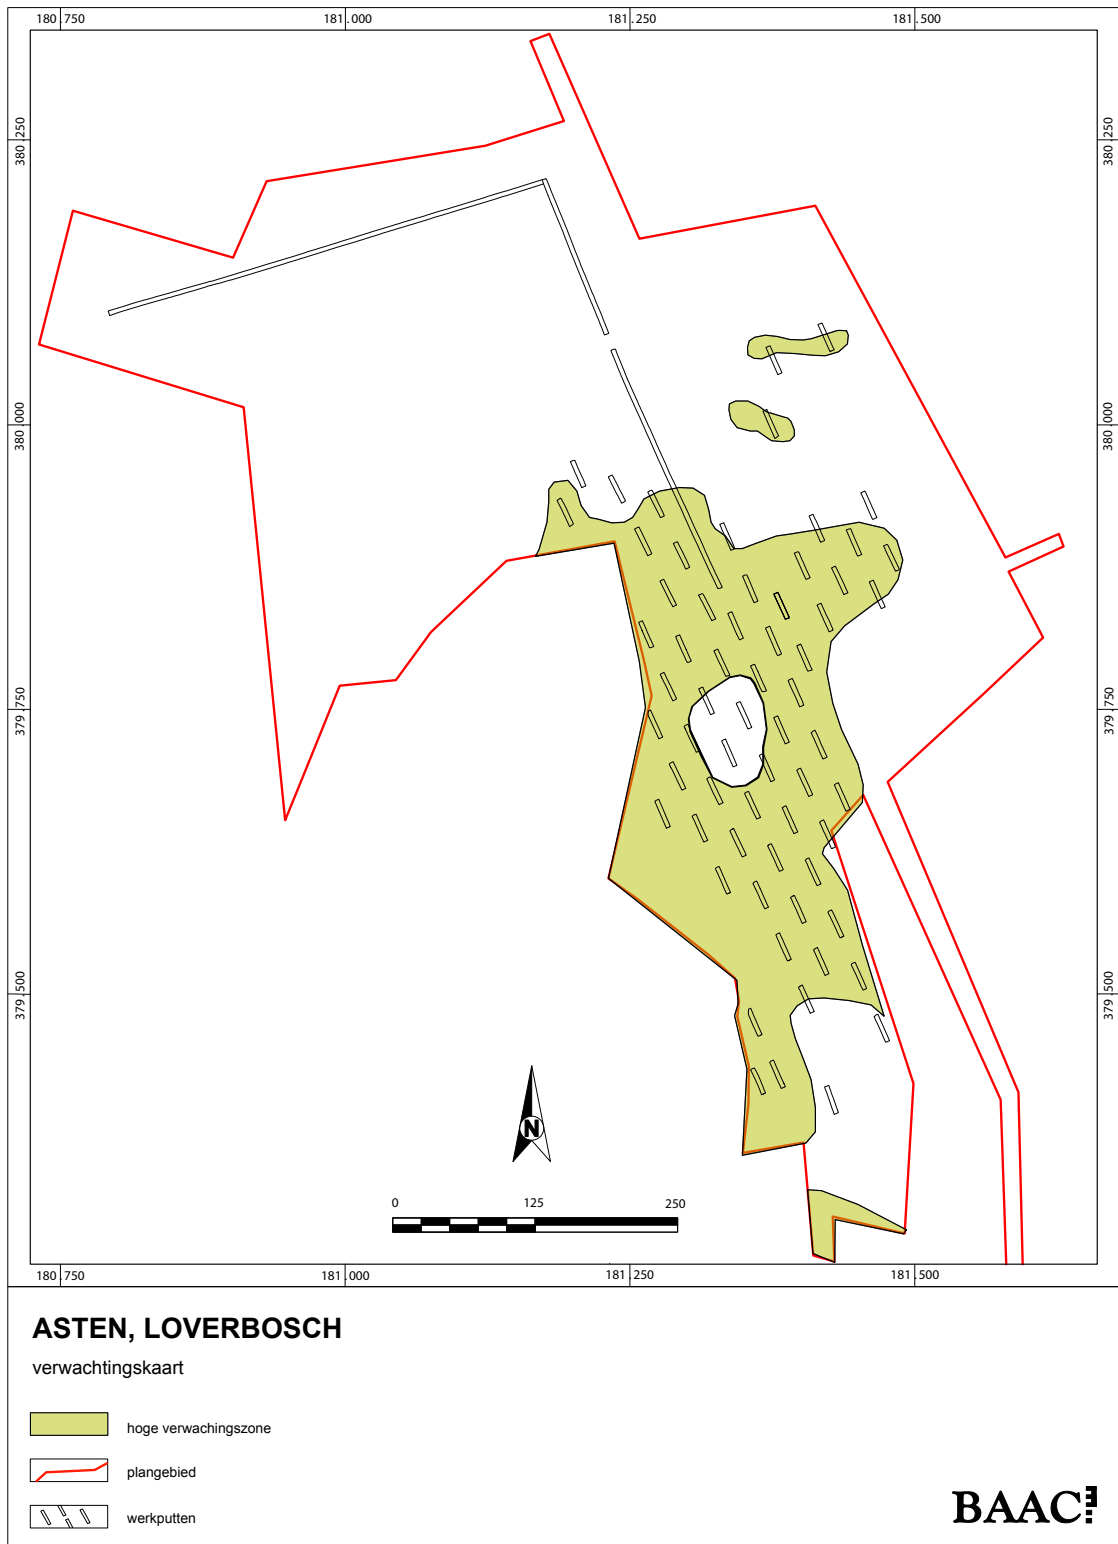 180.750 181.000 181.250 181.500
380.250 380.250
380.000 380.000
379.750 379.750
379.500 379.500
N
0 125 250
180.750 181.000 181.250 181.500
ASTEN, LOVERBOSCH
verwachtingskaart
hoge verwachingszone
plangebied
werkputten
BAAC